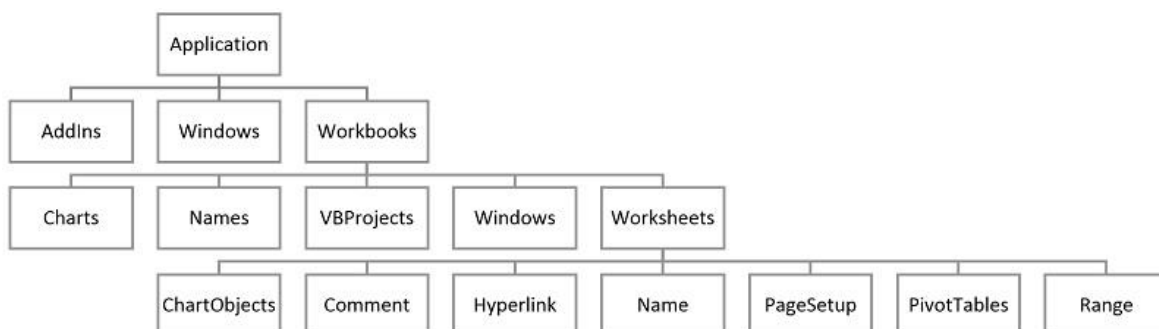 Application
AddIns
Windows
Workbooks
Charts
Names
VBProjects
Windows
Worksheets
ChartObjects
Comment
Hyperlink
Name
PageSetup
PivotTables
Range